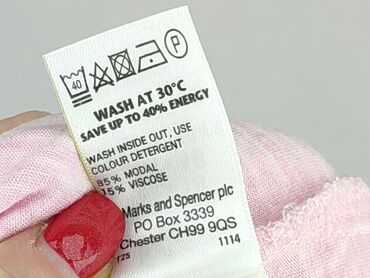 40 P
WASH AT 30°C
SAVE UP TO 40% ENERGY
WASH INSIDE OUT, USE
COLOUR DETERGENT
85% MODAL
15% VISCOSE
Marks and Spencer plc
PO Box 3339
Chester CH99 9QS
T25 1114